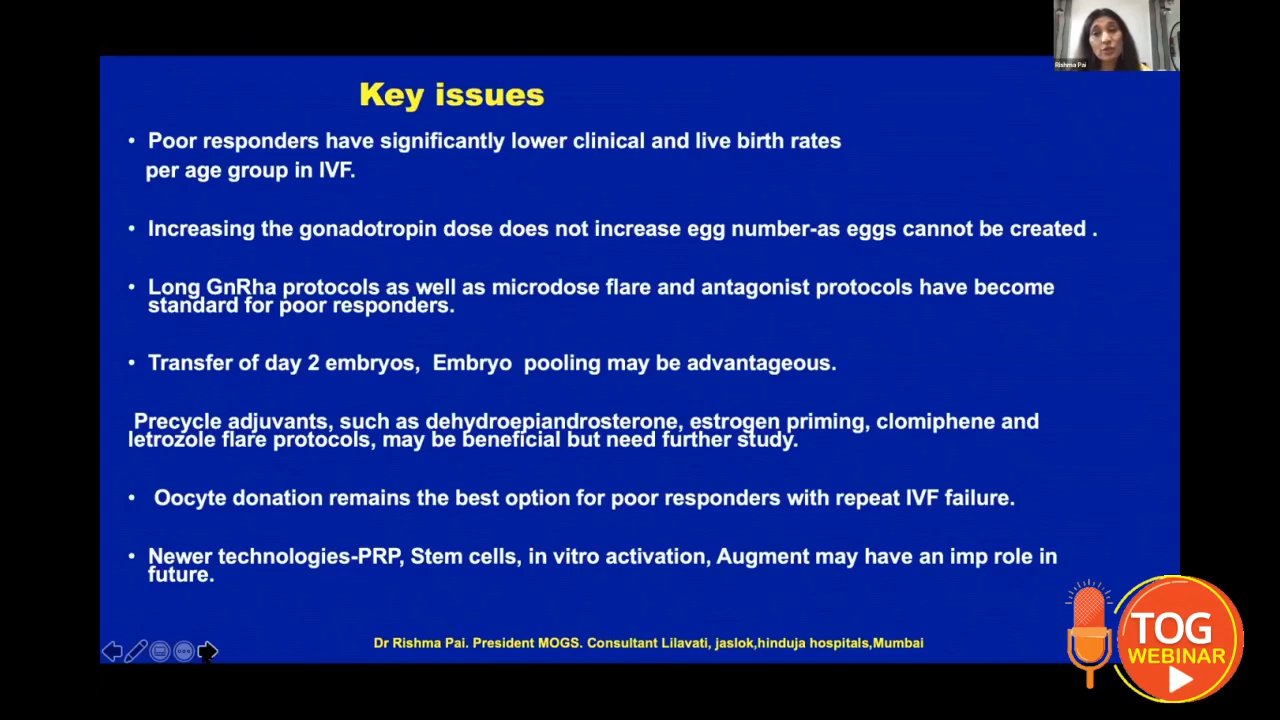 Rishma Pai
Key issues
• Poor responders have significantly lower clinical and live birth rates
per age group in IVF.
• Increasing the gonadotropin dose does not increase egg number-as eggs cannot be created .
• Long GnRha protocols as well as microdose flare and antagonist protocols have become
standard for poor responders.
• Transfer of day 2 embryos, Embryo pooling may be advantageous.
Precycle adjuvants, such as dehydroepiandrosterone, estrogen priming, clomiphene and
letrozole flare protocols, may be beneficial but need further study.
• Oocyte donation remains the best option for poor responders with repeat IVF failure.
• Newer technologies-PRP, Stem cells, in vitro activation, Augment may have an imp role in
future.
Dr Rishma Pai. President MOGS. Consultant Lilavati, jaslok,hinduja hospitals,Mumbai
TOG
WEBINAR